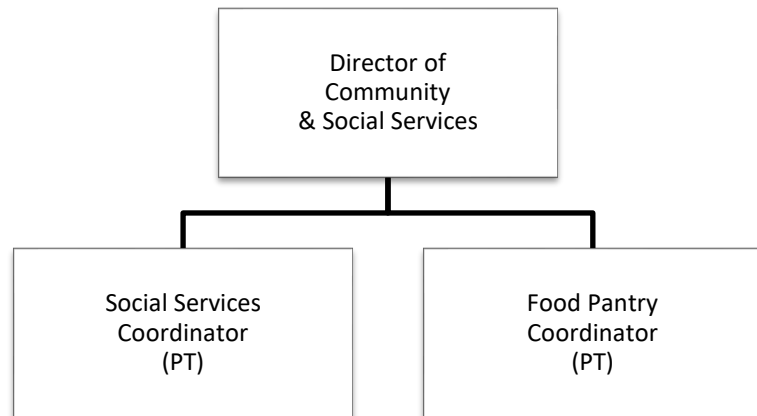 Director of
Community
& Social Services
Social Services
Coordinator
(PT)
Food Pantry
Coordinator
(PT)